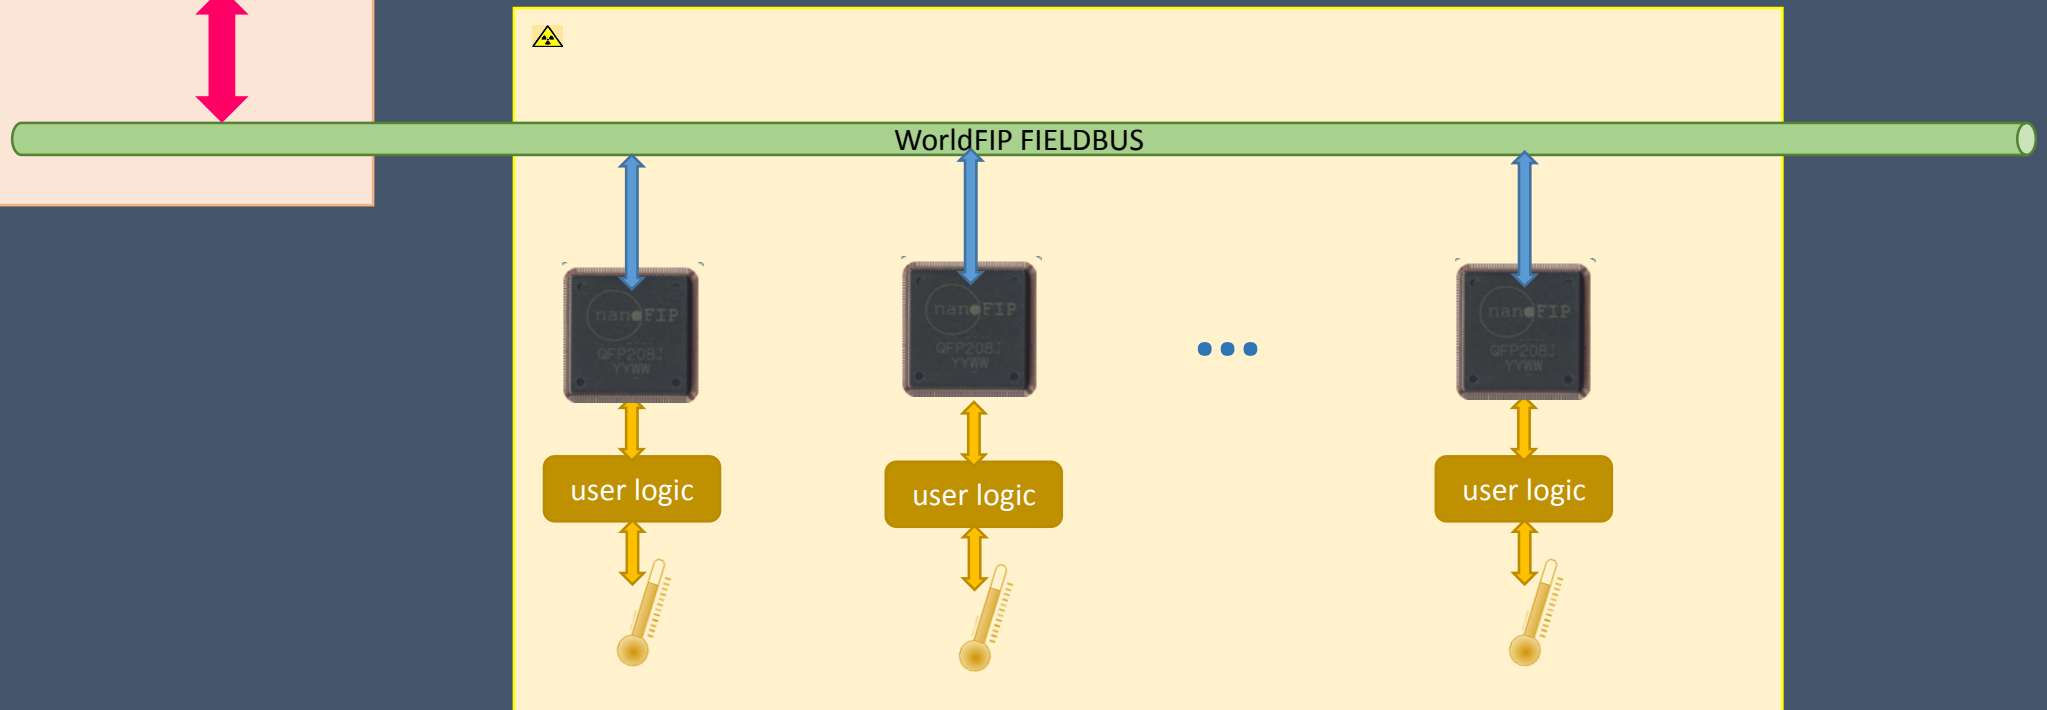 WorldFIP FIELDBUS
nanoFIP
QFP208J
YYWW
nanoFIP
QFP208J
YYWW
nanoFIP
QFP208J
YYWW
user logic
user logic
user logic